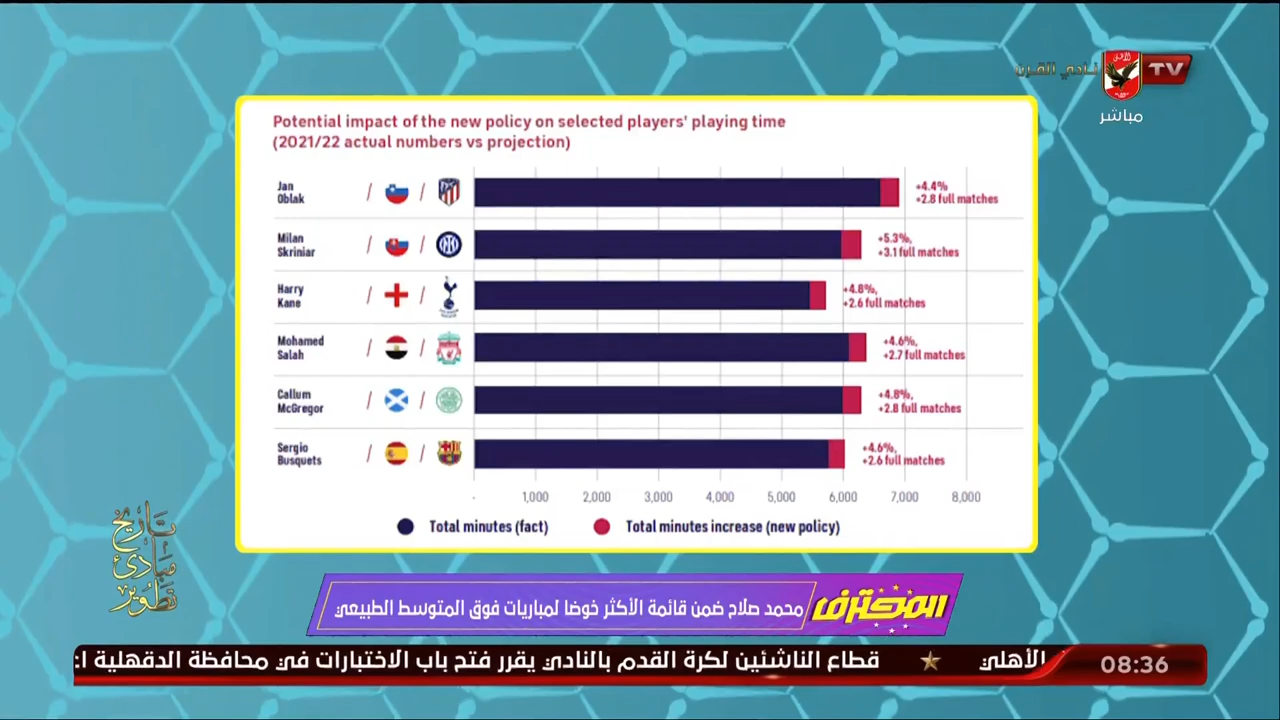 نادي القرن
TV
مباشر
Potential impact of the new policy on selected players' playing time
(2021/22 actual numbers vs projection)
Jan
Oblak
/ /
+4.4%
+2.8 full matches
Milan
Skriniar
/ /
+5.3%,
+3.1 full matches
Harry
Kane
/ /
+4.8%,
+2.6 full matches
Mohamed
Salah
/ /
+4.6%,
+2.7 full matches
Callum
McGregor
/ /
+4.8%,
+2.8 full matches
Sergio
Busquets
/ /
+4.6%,
+2.6 full matches
- 1,000 2,000 3,000 4,000 5,000 6,000 7,000 8,000
Total minutes (fact) Total minutes increase (new policy)
تاريخ
مبادئ
تطوير
المحترف
محمد صلاح ضمن قائمة الأكثر خوضا لمباريات فوق المتوسط الطبيعي
الأهلي ★ قطاع الناشئين لكرة القدم بالنادي يقرر فتح باب الاختبارات في محافظة الدقهلية
08:36